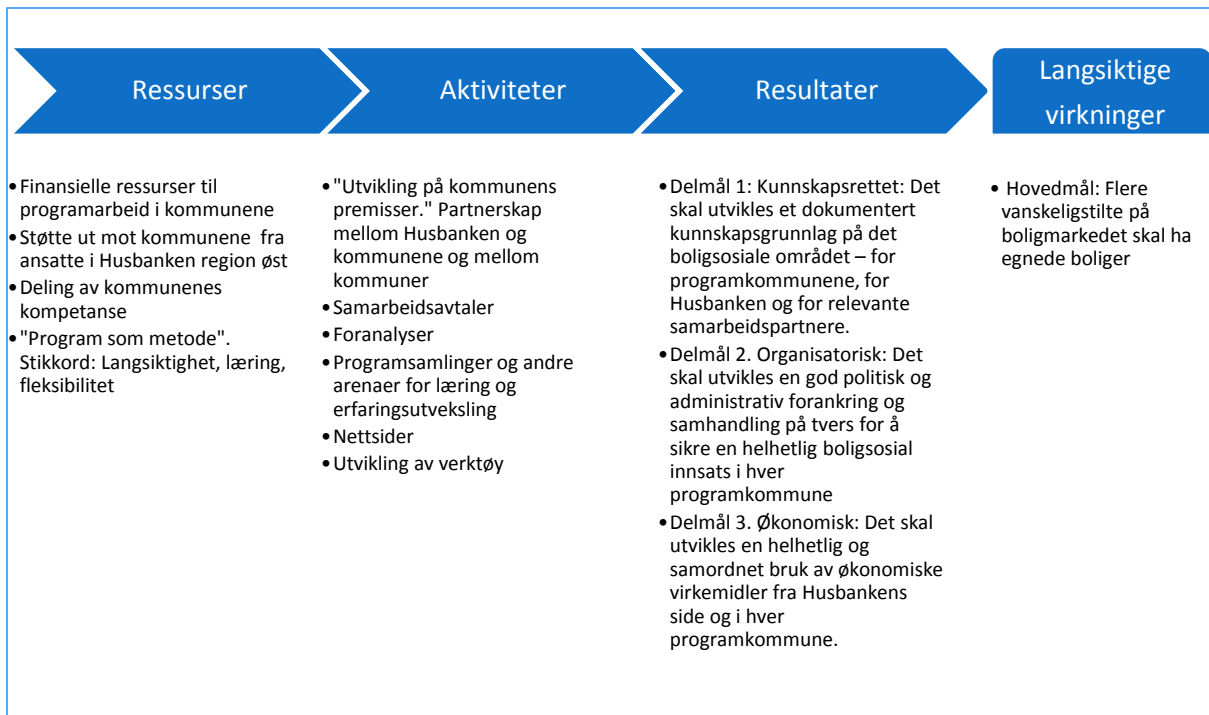 Ressurser
Aktiviteter
Resultater
Langsiktige
virkninger
•Finansielle ressurser til
programarbeid i kommunene
•Støtte ut mot kommunene fra
ansatte i Husbanken region øst
•Deling av kommunenes
kompetanse
•"Program som metode".
Stikkord: Langsiktighet, læring,
fleksibilitet
•"Utvikling på kommunens
premisser." Partnerskap
mellom Husbanken og
kommunene og mellom
kommuner
•Samarbeidsavtaler
•Foranalyser
•Programsamlinger og andre
arenaer for læring og
erfaringsutveksling
•Nettsider
•Utvikling av verktøy
•Delmål 1: Kunnskapsrettet: Det
skal utvikles et dokumentert
kunnskapsgrunnlag på det
boligsosiale området – for
programkommunene, for
Husbanken og for relevante
samarbeidspartnere.
•Delmål 2. Organisatorisk: Det
skal utvikles en god politisk og
administrativ forankring og
samhandling på tvers for å
sikre en helhetlig boligsosial
innsats i hver
programkommune
•Delmål 3. Økonomisk: Det skal
utvikles en helhetlig og
samordnet bruk av økonomiske
virkemidler fra Husbankens
side og i hver
programkommune.
• Hovedmål: Flere
vanskeligstilte på
boligmarkedet skal ha
egnede boliger